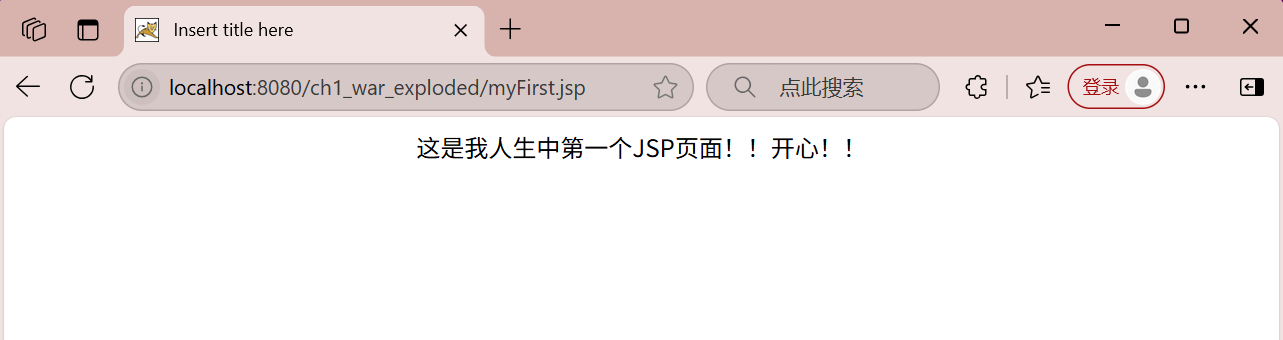 Insert title here
localhost:8080/ch1_war_exploded/myFirst.jsp
点此搜索
登录
这是我人生中第一个JSP页面！！开心！！